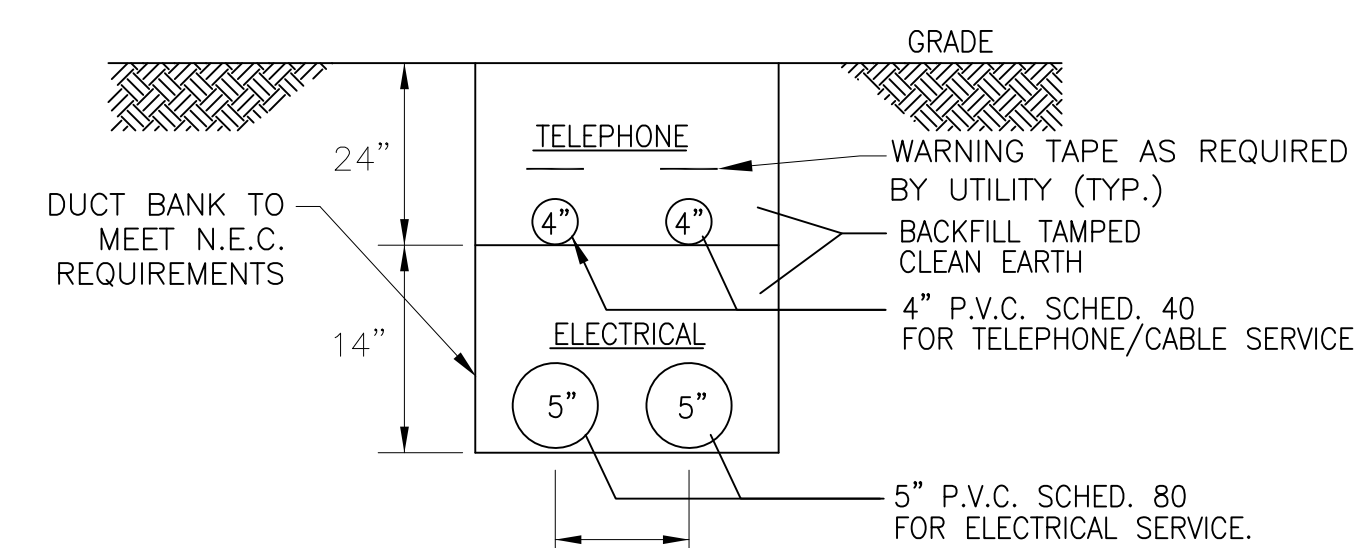 GRADE
TELEPHONE
24”
WARNING TAPE AS REQUIRED
BY UTILITY (TYP.)
DUCT BANK TO
MEET N.E.C.
REQUIREMENTS
4” 4”
BACKFILL TAMPED
CLEAN EARTH
4” P.V.C. SCHED. 40
FOR TELEPHONE/CABLE SERVICE
14”
ELECTRICAL
5” 5”
5” P.V.C. SCHED. 80
FOR ELECTRICAL SERVICE.